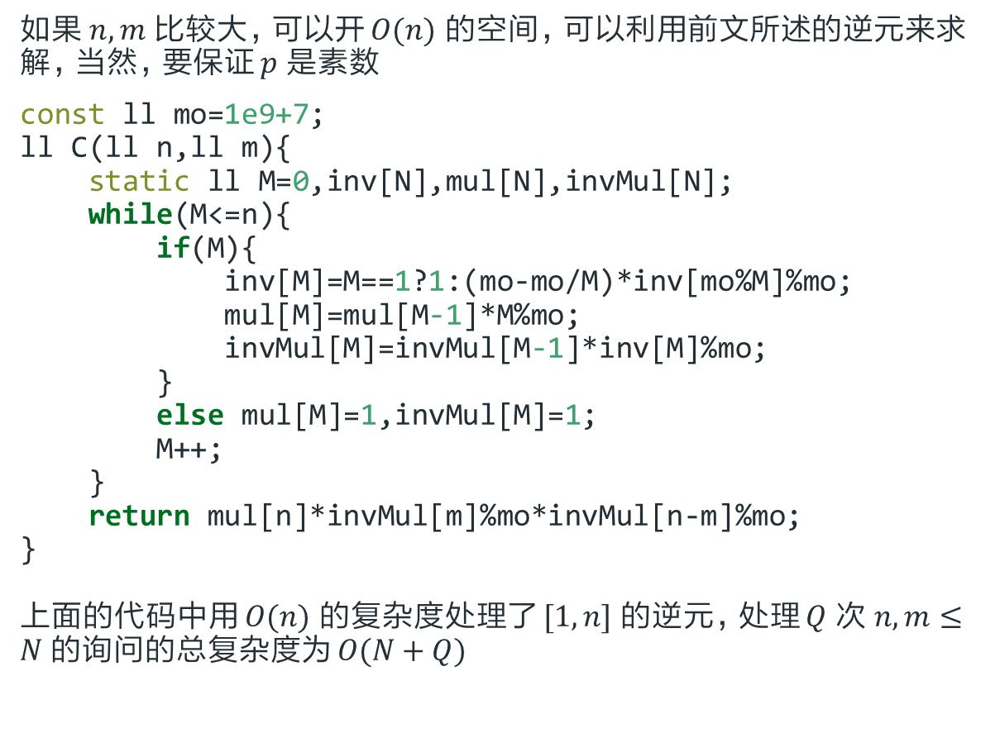 如果 n,m 比较大，可以开 O(n) 的空间，可以利用前文所述的逆元来求
解，当然，要保证 p 是素数
const ll mo=1e9+7;
ll C(ll n,ll m){
    static ll M=0,inv[N],mul[N],invMul[N];
    while(M<=n){
        if(M){
            inv[M]=M==1?1:(mo-mo/M)*inv[mo%M]%mo;
            mul[M]=mul[M-1]*M%mo;
            invMul[M]=invMul[M-1]*inv[M]%mo;
        }
        else mul[M]=1,invMul[M]=1;
        M++;
    }
    return mul[n]*invMul[m]%mo*invMul[n-m]%mo;
}
上面的代码中用 O(n) 的复杂度处理了 [1,n] 的逆元，处理 Q 次 n,m ≤
N 的询问的总复杂度为 O(N + Q)